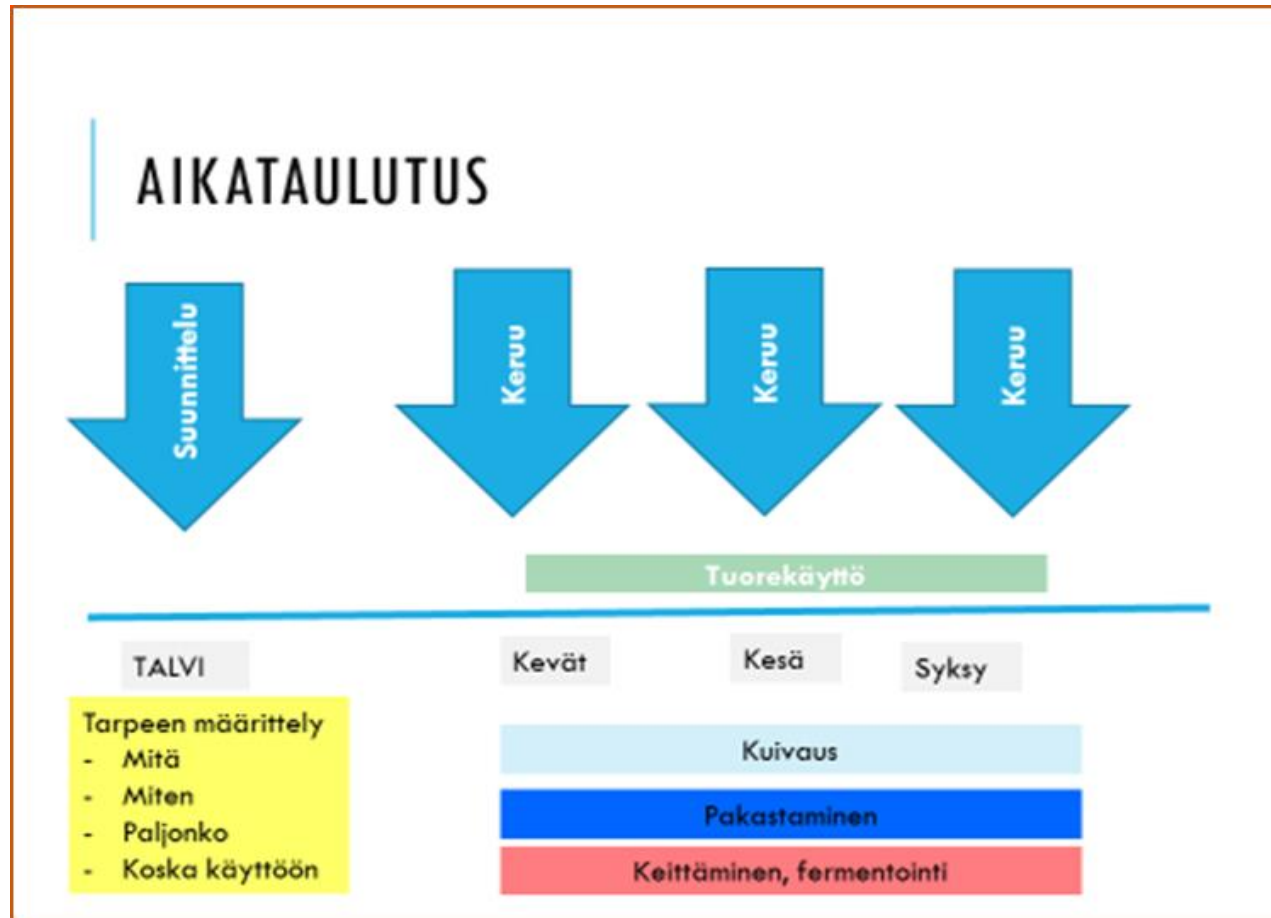 AIKATAULUTUS
Suunnittelu
Keruu
Keruu
Keruu
Tuorekäyttö
TALVI
Kevät
Kesä
Syksy
Tarpeen määrittely
- Mitä
- Miten
- Paljonko
- Koska käyttöön
Kuivaus
Pakastaminen
Keittäminen, fermentointi